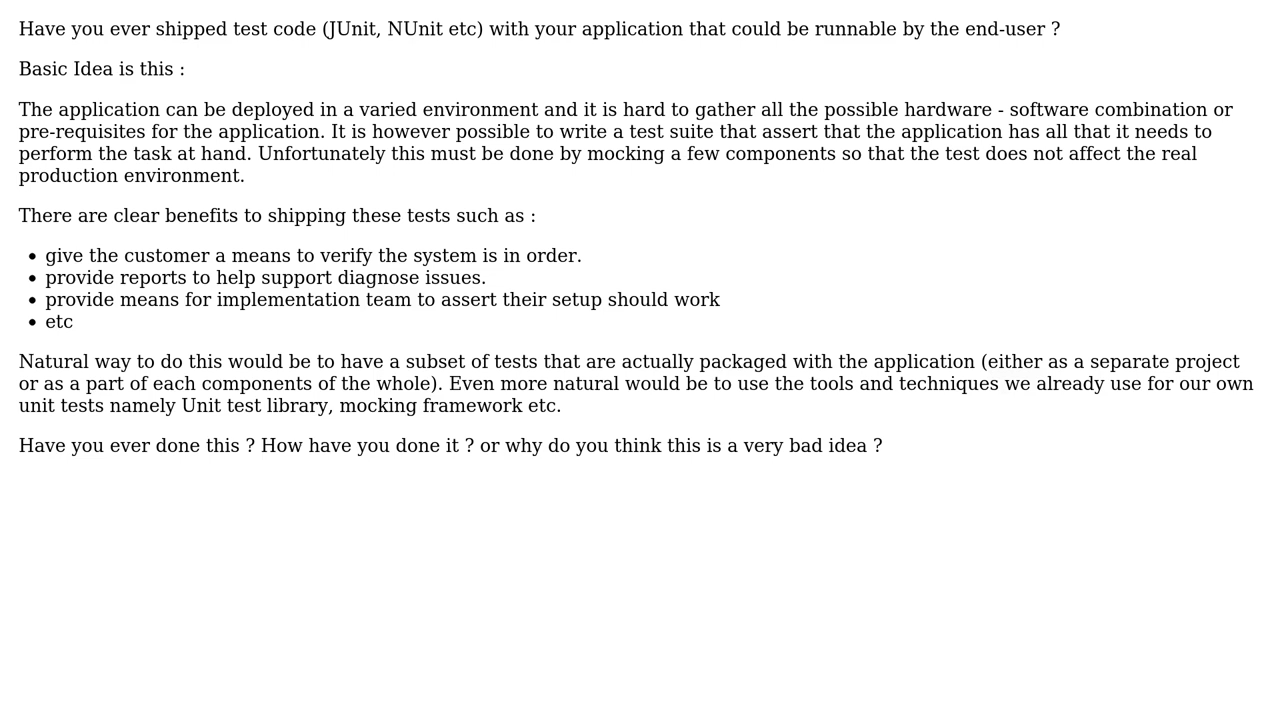 Have you ever shipped test code (JUnit, NUnit etc) with your application that could be runnable by the end-user ?
Basic Idea is this :
The application can be deployed in a varied environment and it is hard to gather all the possible hardware - software combination or
pre-requisites for the application. It is however possible to write a test suite that assert that the application has all that it needs to
perform the task at hand. Unfortunately this must be done by mocking a few components so that the test does not affect the real
production environment.
There are clear benefits to shipping these tests such as :
• give the customer a means to verify the system is in order.
• provide reports to help support diagnose issues.
• provide means for implementation team to assert their setup should work
• etc
Natural way to do this would be to have a subset of tests that are actually packaged with the application (either as a separate project
or as a part of each components of the whole). Even more natural would be to use the tools and techniques we already use for our own
unit tests namely Unit test library, mocking framework etc.
Have you ever done this ? How have you done it ? or why do you think this is a very bad idea ?